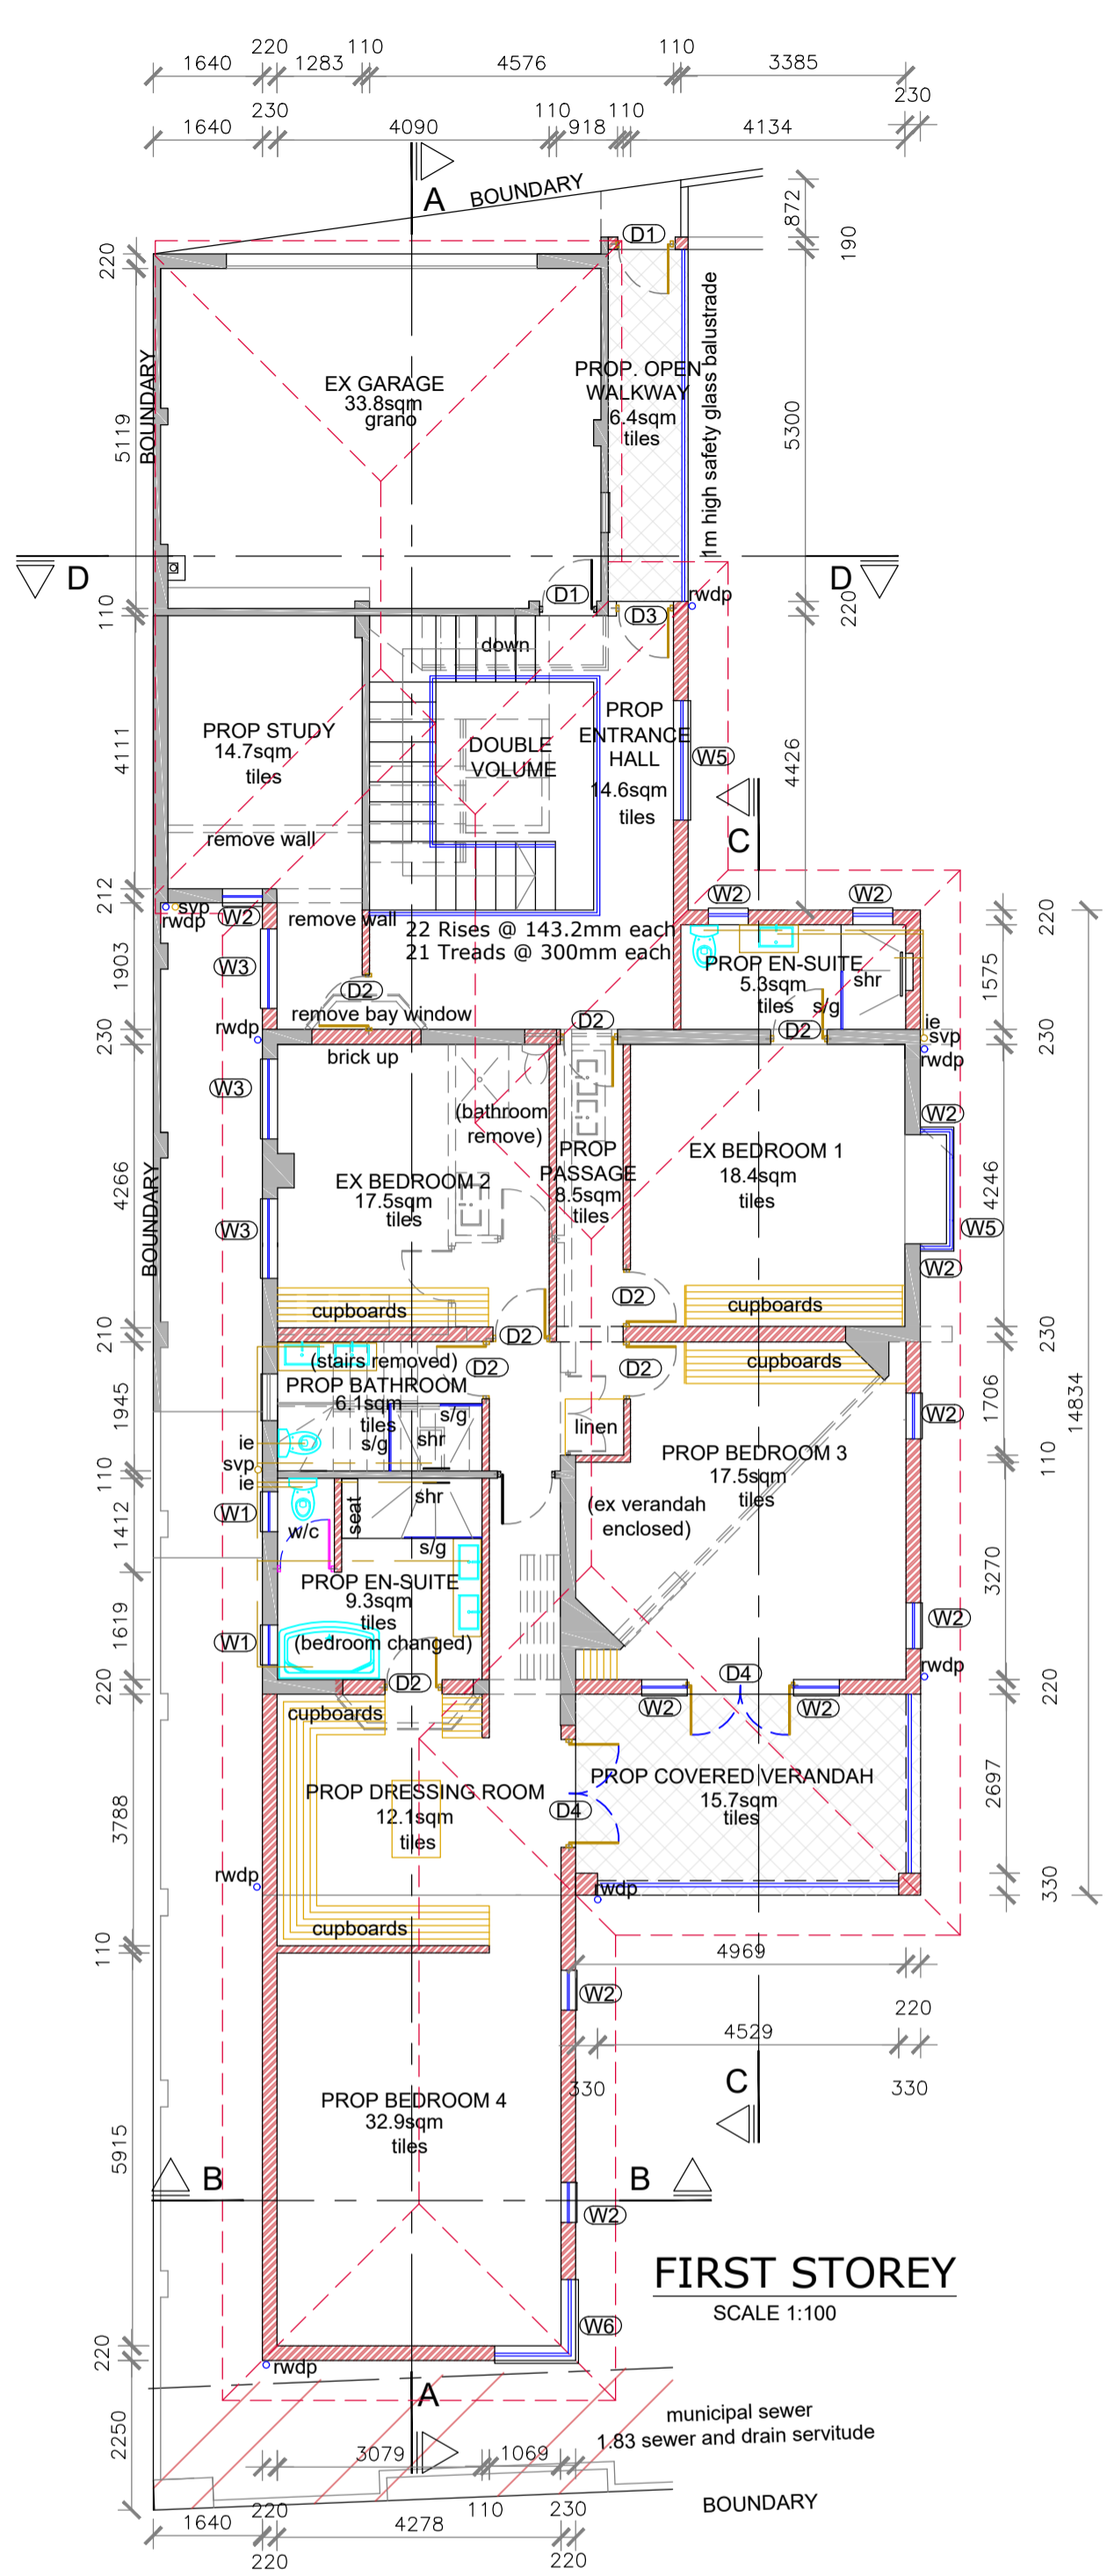 220
110
110
1640
1283
4576
3385
230
230
110
110
1640
4090
918
4134
A
BOUNDARY
872
D1
220
190
1m high safety glass balustrade
BOUNDARY
EX GARAGE
33.8sqm
grano
PROP. OPEN
WALKWAY
6.4sqm
tiles
5119
5300
D
D
D1
rwdp
110
D3
220
down
PROP STUDY
14.7sqm
tiles
DOUBLE
VOLUME
PROP
ENTRANCE
HALL
14.6sqm
tiles
W5
4111
4426
remove wall
C
212
svp
rwdp
W2
remove wall
W2
W2
220
22 Rises @ 143.2mm each
21 Treads @ 300mm each
1903
W3
PROP EN-SUITE
5.3sqm
tiles
shr
s/g
1575
D2
remove bay window
rwdp
D2
D2
ie
svp
rwdp
230
230
brick up
W3
(bathroom
remove)
W2
PROP
PASSAGE
8.5sqm
tiles
EX BEDROOM 1
18.4sqm
tiles
EX BEDROOM 2
17.5sqm
tiles
4266
4246
14834
BOUNDARY
W3
W5
W2
cupboards
D2
cupboards
D2
210
230
(stairs removed)
D2
D2
cupboards
PROP BATHROOM
6.1sqm
tiles
s/g
s/g
shr
1945
1706
W2
linen
ie
svp
ie
PROP BEDROOM 3
17.5sqm
tiles
110
110
shr
seat
W1
w/c
s/g
(ex verandah
enclosed)
1412
3270
PROP EN-SUITE
9.3sqm
tiles
(bedroom changed)
1619
W1
W2
rwdp
D2
D4
220
220
cupboards
W2
W2
PROP DRESSING ROOM
12.1sqm
tiles
PROP COVERED VERANDAH
15.7sqm
tiles
D4
3788
2697
rwdp
rwdp
330
cupboards
110
4969
W2
220
4529
330
330
C
PROP BEDROOM 4
32.9sqm
tiles
5915
B
B
W2
FIRST STOREY
SCALE 1:100
W6
220
rwdp
A
municipal sewer
1.83 sewer and drain servitude
2250
3079
1069
BOUNDARY
220
110
230
1640
4278
220
220